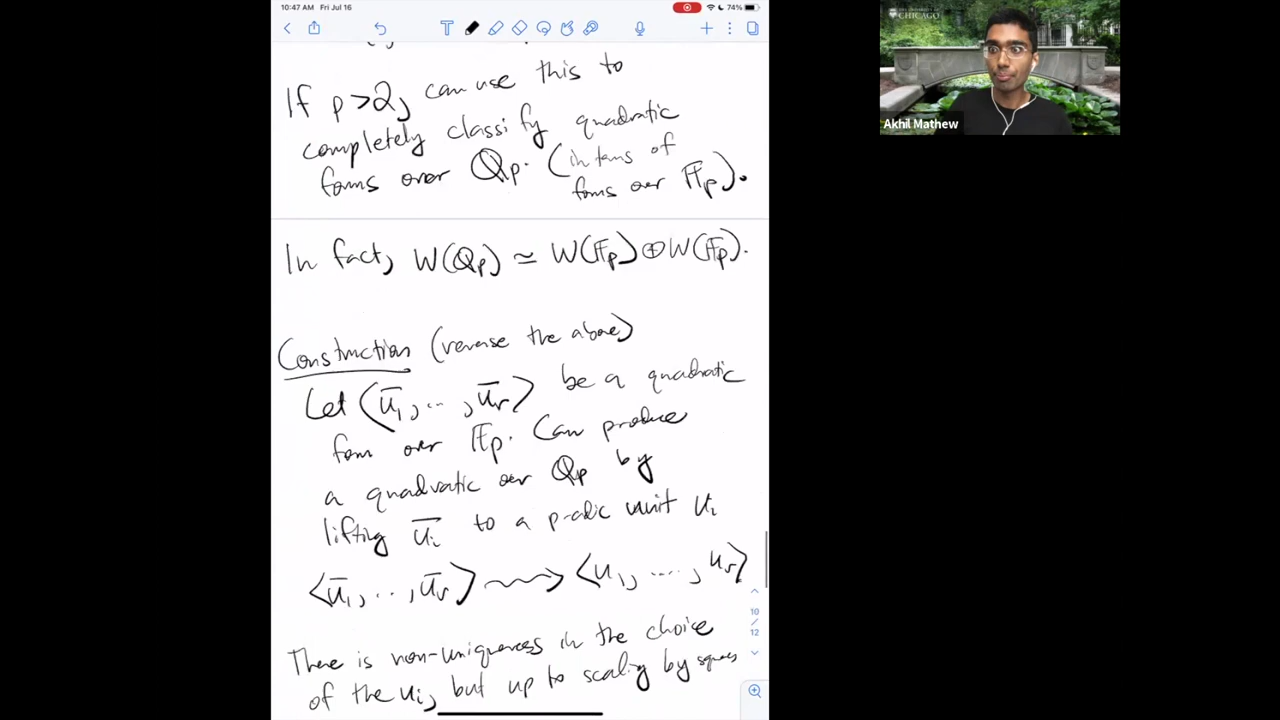 10:47 AM Fri Jul 16
74%
If p>2, can use this to
completely classify quadratic
forms over Qp. (in terms of
forms over Fp).
In fact, W(Qp) ≃ W(Fp)⊕W(Fp).
Construction (reverse the above)
Let ⟨ū1, ..., ūr⟩ be a quadratic
form over Fp. Can produce
a quadratic over Qp by
lifting ūi to a p-adic unit ui
⟨ū1, ..., ūr⟩ ⟿ ⟨u1, ...., ur⟩
There is non-uniqueness in the choice
of the ui, but up to scaling by squares
10
/
12
CHICAGO
Akhil Mathew